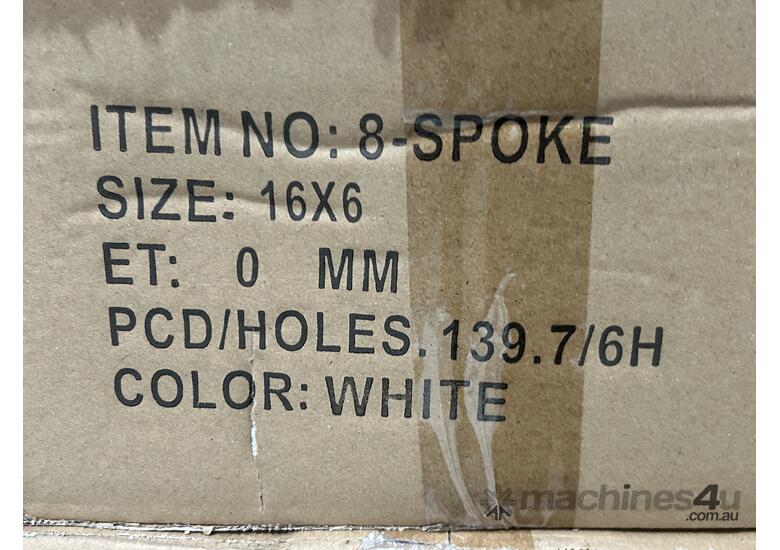 ITEM NO: 8-SPOKE
SIZE: 16X6
ET: 0 MM
PCD/HOLES.139.7/6H
COLOR: WHITE
machines4u
.com.au